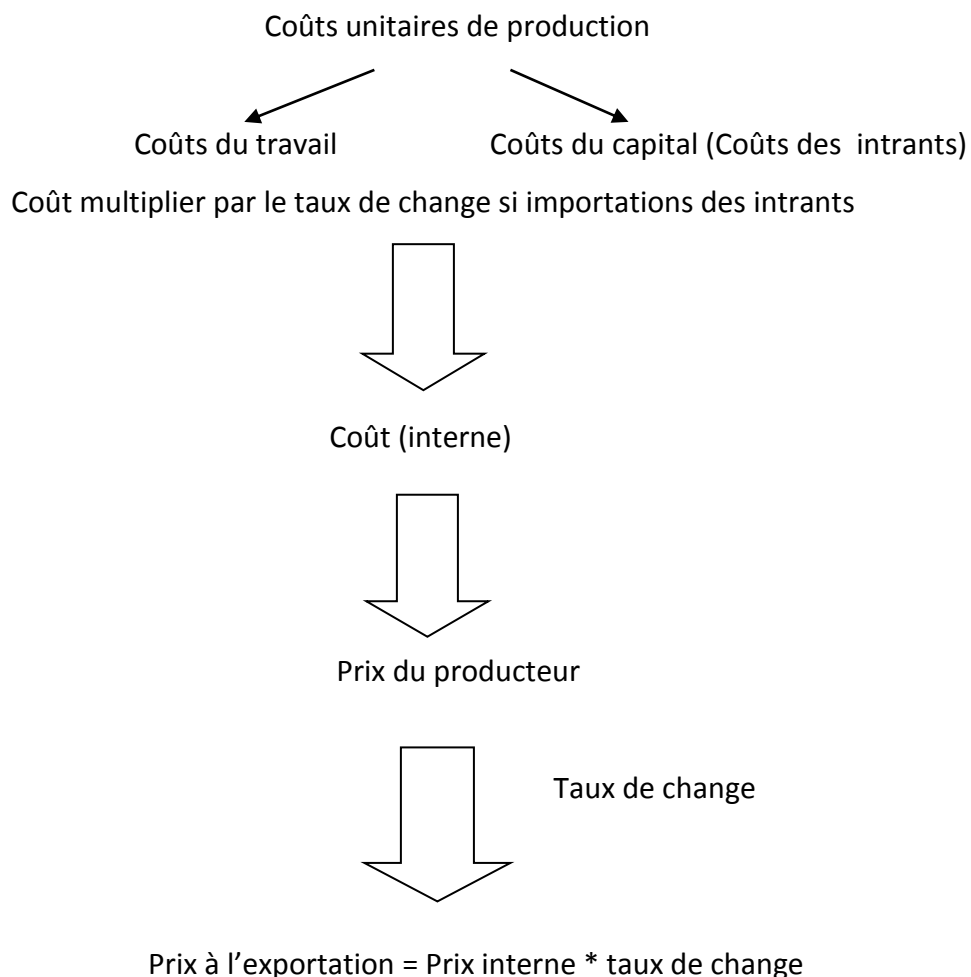 Coûts unitaires de production
Coûts du travail
Coûts du capital (Coûts des intrants)
Coût multiplier par le taux de change si importations des intrants
Coût (interne)
Prix du producteur
Taux de change
Prix à l’exportation = Prix interne * taux de change